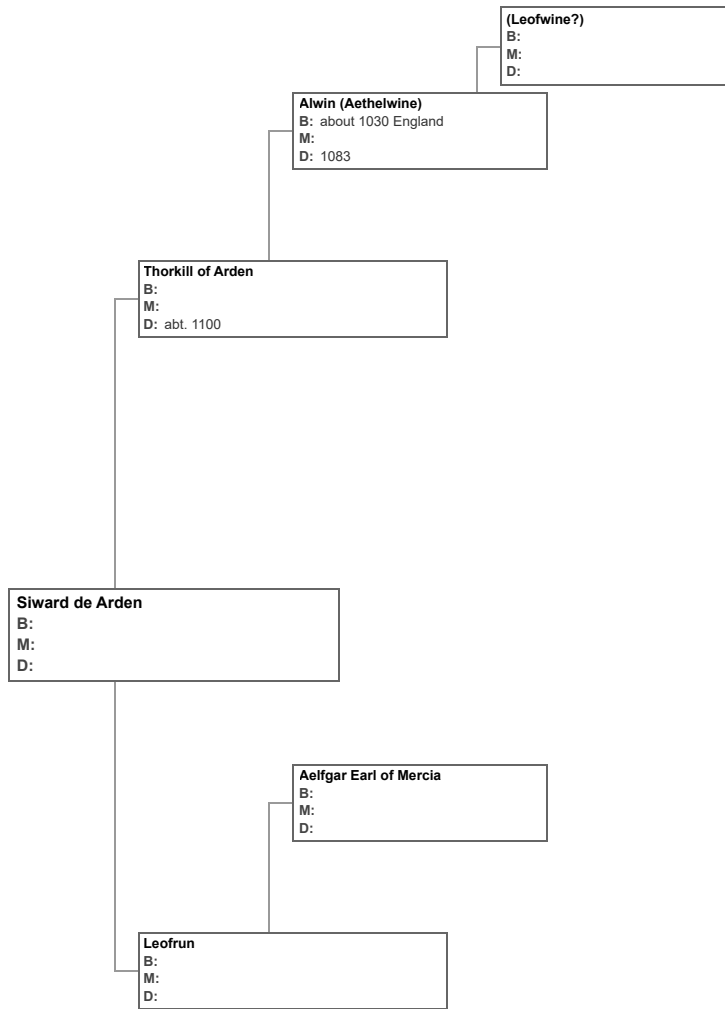 (Leofwine?)
B:
M:
D:
Alwin (Aethelwine)
B: about 1030 England
M:
D: 1083
Thorkill of Arden
B:
M:
D: abt. 1100
Siward de Arden
B:
M:
D:
Aelfgar Earl of Mercia
B:
M:
D:
Leofrun
B:
M:
D: